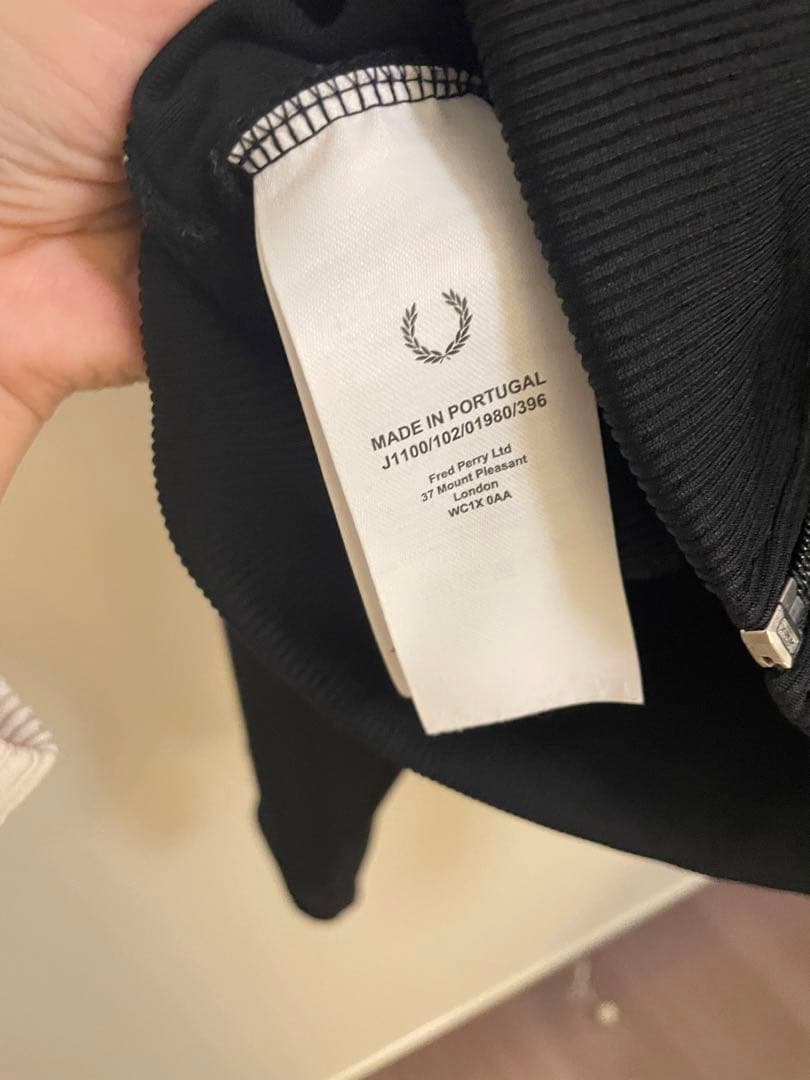 MADE IN PORTUGAL
J1100/102/01980/396
Fred Perry Ltd
37 Mount Pleasant
London
WC1X 0AA